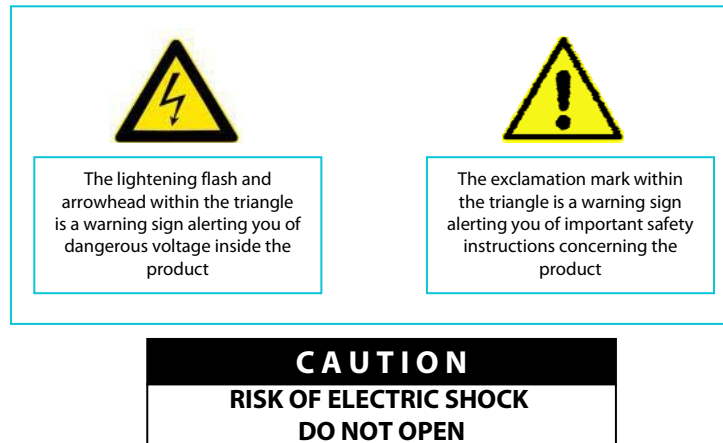 The lightening flash and
arrowhead within the triangle
is a warning sign alerting you of
dangerous voltage inside the
product
The exclamation mark within
the triangle is a warning sign
alerting you of important safety
instructions concerning the
product
CAUTION
RISK OF ELECTRIC SHOCK
DO NOT OPEN